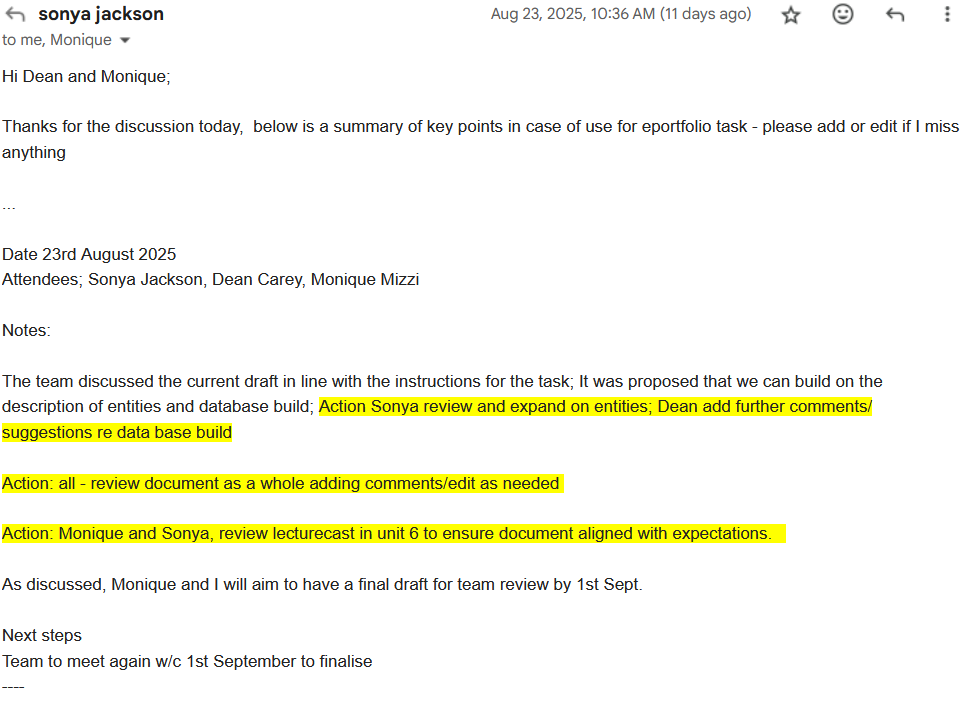 sonya jackson
Aug 23, 2025, 10:36 AM (11 days ago)
to me, Monique
Hi Dean and Monique;
Thanks for the discussion today,  below is a summary of key points in case of use for eportfolio task - please add or edit if I miss
anything
...
Date 23rd August 2025
Attendees; Sonya Jackson, Dean Carey, Monique Mizzi
Notes:
The team discussed the current draft in line with the instructions for the task; It was proposed that we can build on the
description of entities and database build; Action Sonya review and expand on entities; Dean add further comments/
suggestions re data base build
Action: all - review document as a whole adding comments/edit as needed
Action: Monique and Sonya, review lecturecast in unit 6 to ensure document aligned with expectations.
As discussed, Monique and I will aim to have a final draft for team review by 1st Sept.
Next steps
Team to meet again w/c 1st September to finalise
----